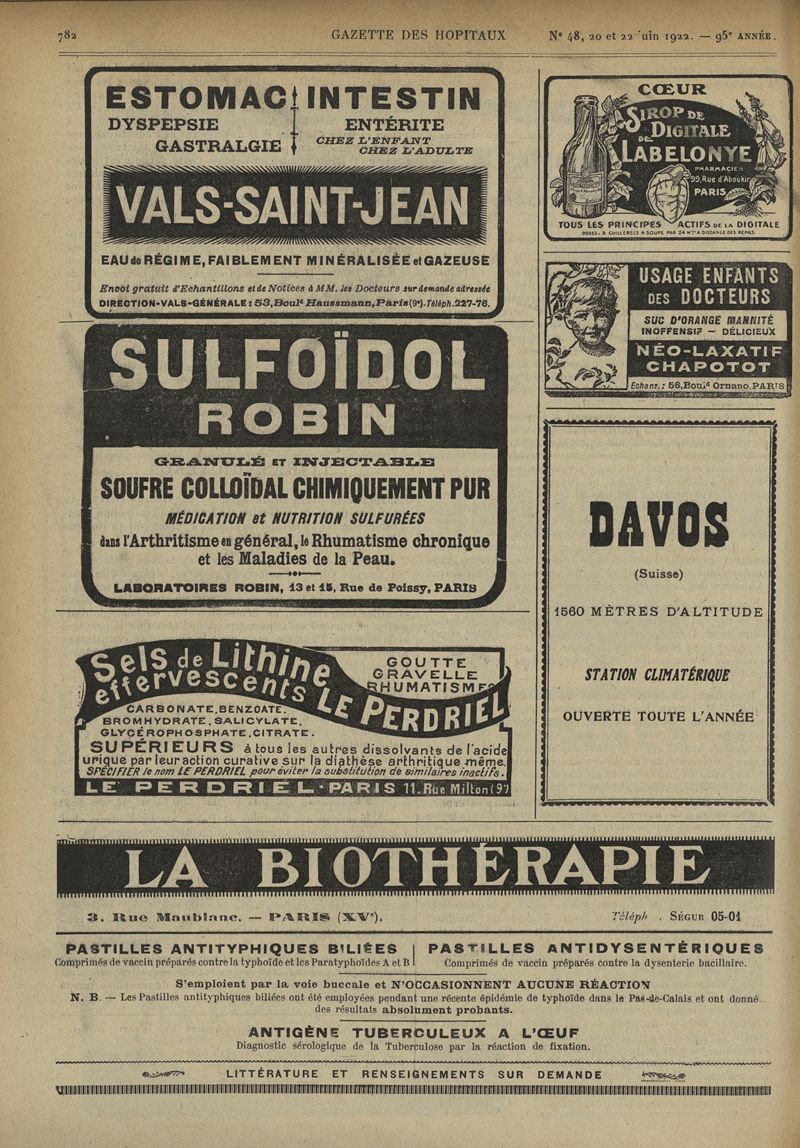 782
GAZETTE DES HOPITAUX
N° 48, 20 et 22 uin 1922. — 95e ANNÉE.
ESTOMAC INTESTIN
DYSPEPSIE ENTÉRITE
GASTRALGIE CHEZ L'ENFANT
CHEZ L'ADULTE
VALS-SAINT-JEAN
EAU de RÉGIME, FAIBLEMENT MINÉRALISÉE et GAZEUSE
Envoi gratuit d'Echantillons et de Notices à MM. les Docteurs sur demande adressée
DIRECTION-VALS-GÉNÉRALE: 53, Boul^d Haussmann, Paris (9e)-Téléph. 227-76.
SULFOÏDOL
ROBIN
GRANULÉ ET INJECTABLE
SOUFRE COLLOÏDAL CHIMIQUEMENT PUR
MÉDICATION et NUTRITION SULFURÉES
dans l'Arthritisme en général, le Rhumatisme chronique
et les Maladies de la Peau.
LABORATOIRES ROBIN, 13 et 15, Rue de Poissy, PARIS
Sels de Lithine
effervescents LE PERDRIEL
GOUTTE
GRAVELLE
RHUMATISME
CARBONATE, BENZOATE.
BROMHYDRATE, SALICYLATE,
GLYCÉROPHOSPHATE, CITRATE.
SUPÉRIEURS à tous les autres dissolvants de l'acide
urique par leur action curative sur la diathèse arthritique même.
SPÉCIFIER le nom LE PERDRIEL pour éviter la substitution de similaires inactifs.
LE PERDRIEL - PARIS 11. Rue Milton (9e)
CŒUR
SIROP DE
DIGITALE
DE
LABELONYE
PHARMACIEN
99, Rue d'Aboukir
PARIS
TOUS LES PRINCIPES ACTIFS DE LA DIGITALE
USAGE ENFANTS
DES DOCTEURS
SUC D'ORANGE MANNITÉ
INOFFENSIF — DÉLICIEUX
NÉO-LAXATIF
CHAPOTOT
Echant.: 56, Boul^d Ornano. PARIS
DAVOS
(Suisse)
1560 MÈTRES D'ALTITUDE
STATION CLIMATÉRIQUE
OUVERTE TOUTE L'ANNÉE
LA BIOTHÉRAPIE
3. Rue Maublanc. — PARIS (XVe).
Téléph . SÉGUR 05-01
PASTILLES ANTITYPHIQUES BILIÉES
Comprimés de vaccin préparés contre la typhoïde et les Paratyphoïdes A et B
PASTILLES ANTIDYSENTÉRIQUES
Comprimés de vaccin préparés contre la dysenterie bacillaire.
S'emploient par la voie buccale et N'OCCASIONNENT AUCUNE RÉACTION
N. B. — Les Pastilles antityphiques biliées ont été employées pendant une récente épidémie de typhoïde dans le Pas-de-Calais et ont donné
des résultats absolument probants.
ANTIGÈNE TUBERCULEUX A L'ŒUF
Diagnostic sérologique de la Tuberculose par la réaction de fixation.
LITTÉRATURE ET RENSEIGNEMENTS SUR DEMANDE